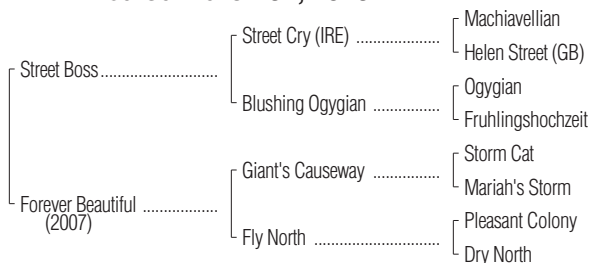 Street Boss
Forever Beautiful
(2007)
Street Cry (IRE)
Blushing Ogygian
Giant's Causeway
Fly North
Machiavellian
Helen Street (GB)
Ogygian
Fruhlingshochzeit
Storm Cat
Mariah's Storm
Pleasant Colony
Dry North